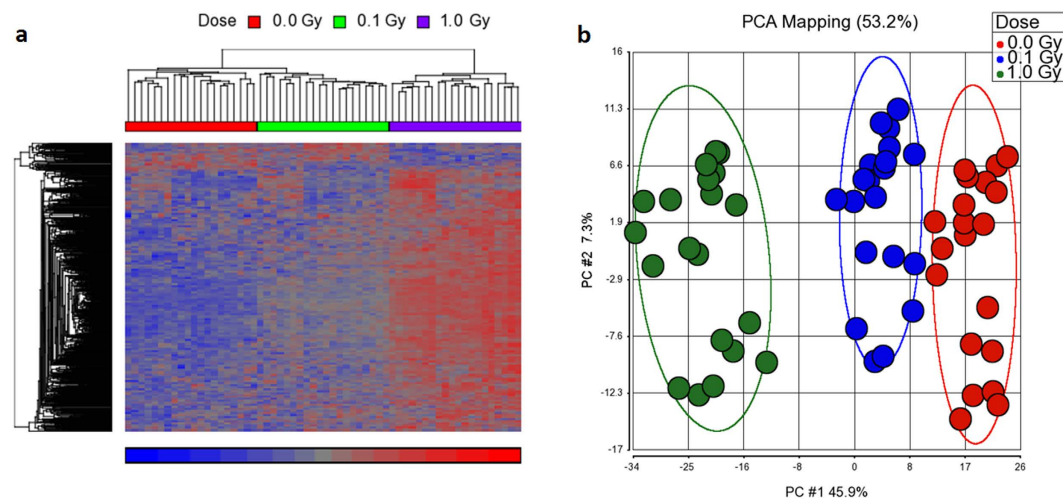 Dose 0.0 Gy 0.1 Gy 1.0 Gy
a
b
PCA Mapping (53.2%)
Dose
0.0 Gy
0.1 Gy
1.0 Gy
16
11.3
6.6
1.9
-2.9
-7.6
-12.3
-17
PC #2 7.3%
-34 -25 -16 -8 0 8 17 26
PC #1 45.9%